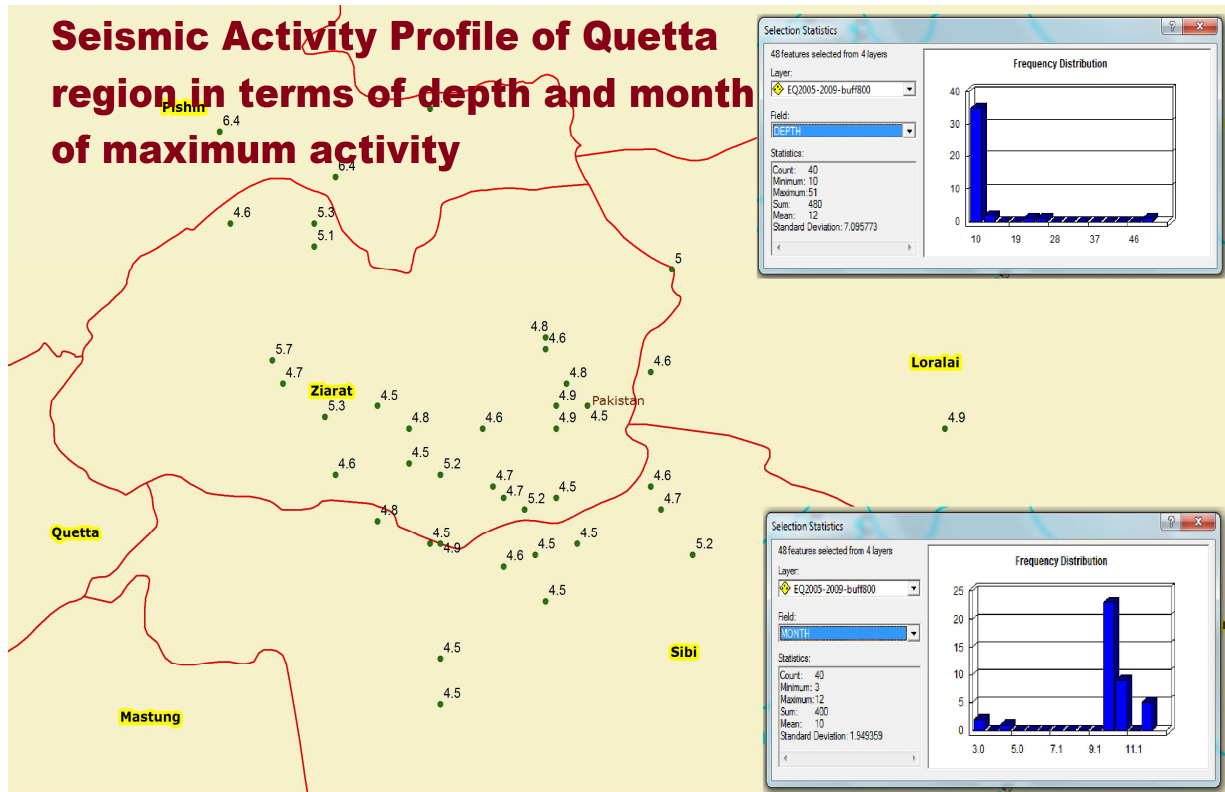 Seismic Activity Profile of Quetta
region in terms of depth and month
of maximum activity
Pishin
6.4
6.4
4.6
5.3
5.1
5
4.8
4.6
5.7
4.7
4.8
4.6
Ziarat
4.5
4.9
Pakistan
4.5
5.3
4.8
4.6
4.9
Loralai
4.9
4.5
5.2
4.6
4.7
4.7
5.2
4.5
4.6
4.7
4.8
Quetta
4.5
4.9
4.6
4.5
4.5
5.2
4.5
4.5
Sibi
4.5
Mastung
Selection Statistics
48 features selected from 4 layers
Layer:
EQ2005-2009-buff800
Field:
DEPTH
Statistics:
Count: 40
Minimum: 10
Maximum: 51
Sum: 480
Mean: 12
Standard Deviation: 7.095773
Frequency Distribution
40
30
20
10
0
10 19 28 37 46
Selection Statistics
48 features selected from 4 layers
Layer:
EQ2005-2009-buff800
Field:
MONTH
Statistics:
Count: 40
Minimum: 3
Maximum: 12
Sum: 400
Mean: 10
Standard Deviation: 1.949359
Frequency Distribution
25
20
15
10
5
0
3.0 5.0 7.1 9.1 11.1